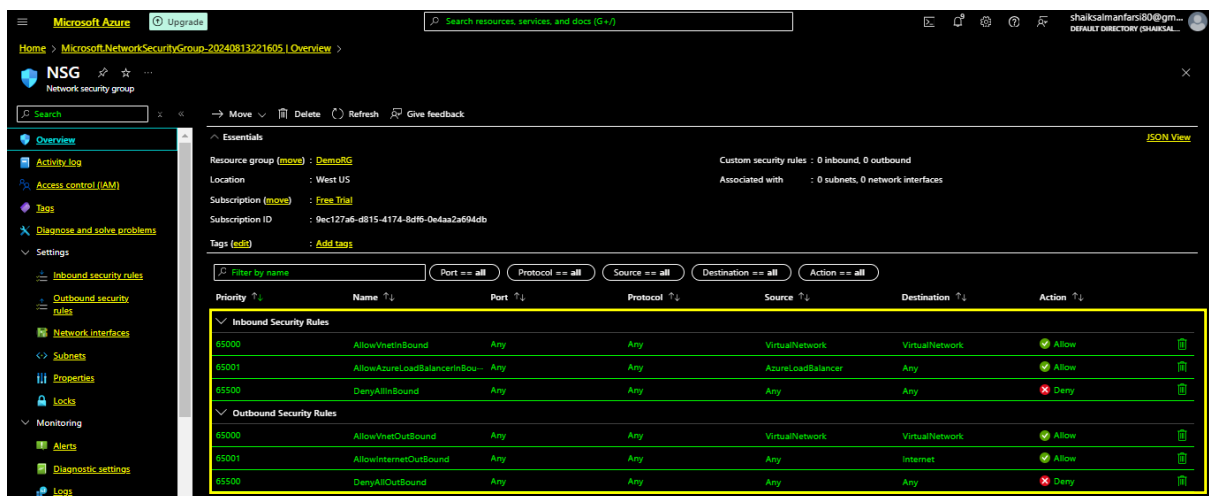 Microsoft Azure Upgrade Search resources, services, and docs (G+/) shaiksalmanfarsi80@gm...
DEFAULT DIRECTORY (SHAIKSAL...
Home > Microsoft.NetworkSecurityGroup-20240813221605 | Overview >
NSG ...
Network security group
Search
Move Delete Refresh Give feedback
Overview
Activity log
Access control (IAM)
Tags
Diagnose and solve problems
Settings
Inbound security rules
Outbound security
rules
Network interfaces
Subnets
Properties
Locks
Monitoring
Alerts
Diagnostic settings
Logs
Essentials JSON View
Resource group (move) : DemoRG
Location : West US
Subscription (move) : Free Trial
Subscription ID : 9ec127a6-d815-4174-8df6-0e4aa2a694db
Tags (edit) : Add tags
Custom security rules : 0 inbound, 0 outbound
Associated with : 0 subnets, 0 network interfaces
Filter by name Port == all Protocol == all Source == all Destination == all Action == all
Priority ↑↓ Name ↑↓ Port ↑↓ Protocol ↑↓ Source ↑↓ Destination ↑↓ Action ↑↓
Inbound Security Rules
65000 AllowVnetInBound Any Any VirtualNetwork VirtualNetwork Allow
65001 AllowAzureLoadBalancerInBou... Any Any AzureLoadBalancer Any Allow
65500 DenyAllInBound Any Any Any Any Deny
Outbound Security Rules
65000 AllowVnetOutBound Any Any VirtualNetwork VirtualNetwork Allow
65001 AllowInternetOutBound Any Any Any Internet Allow
65500 DenyAllOutBound Any Any Any Any Deny